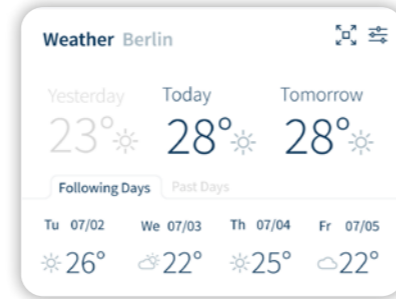 Weather Berlin
Yesterday Today Tomorrow
23° 28° 28°
Following Days Past Days
Tu 07/02 We 07/03 Th 07/04 Fr 07/05
26° 22° 25° 22°